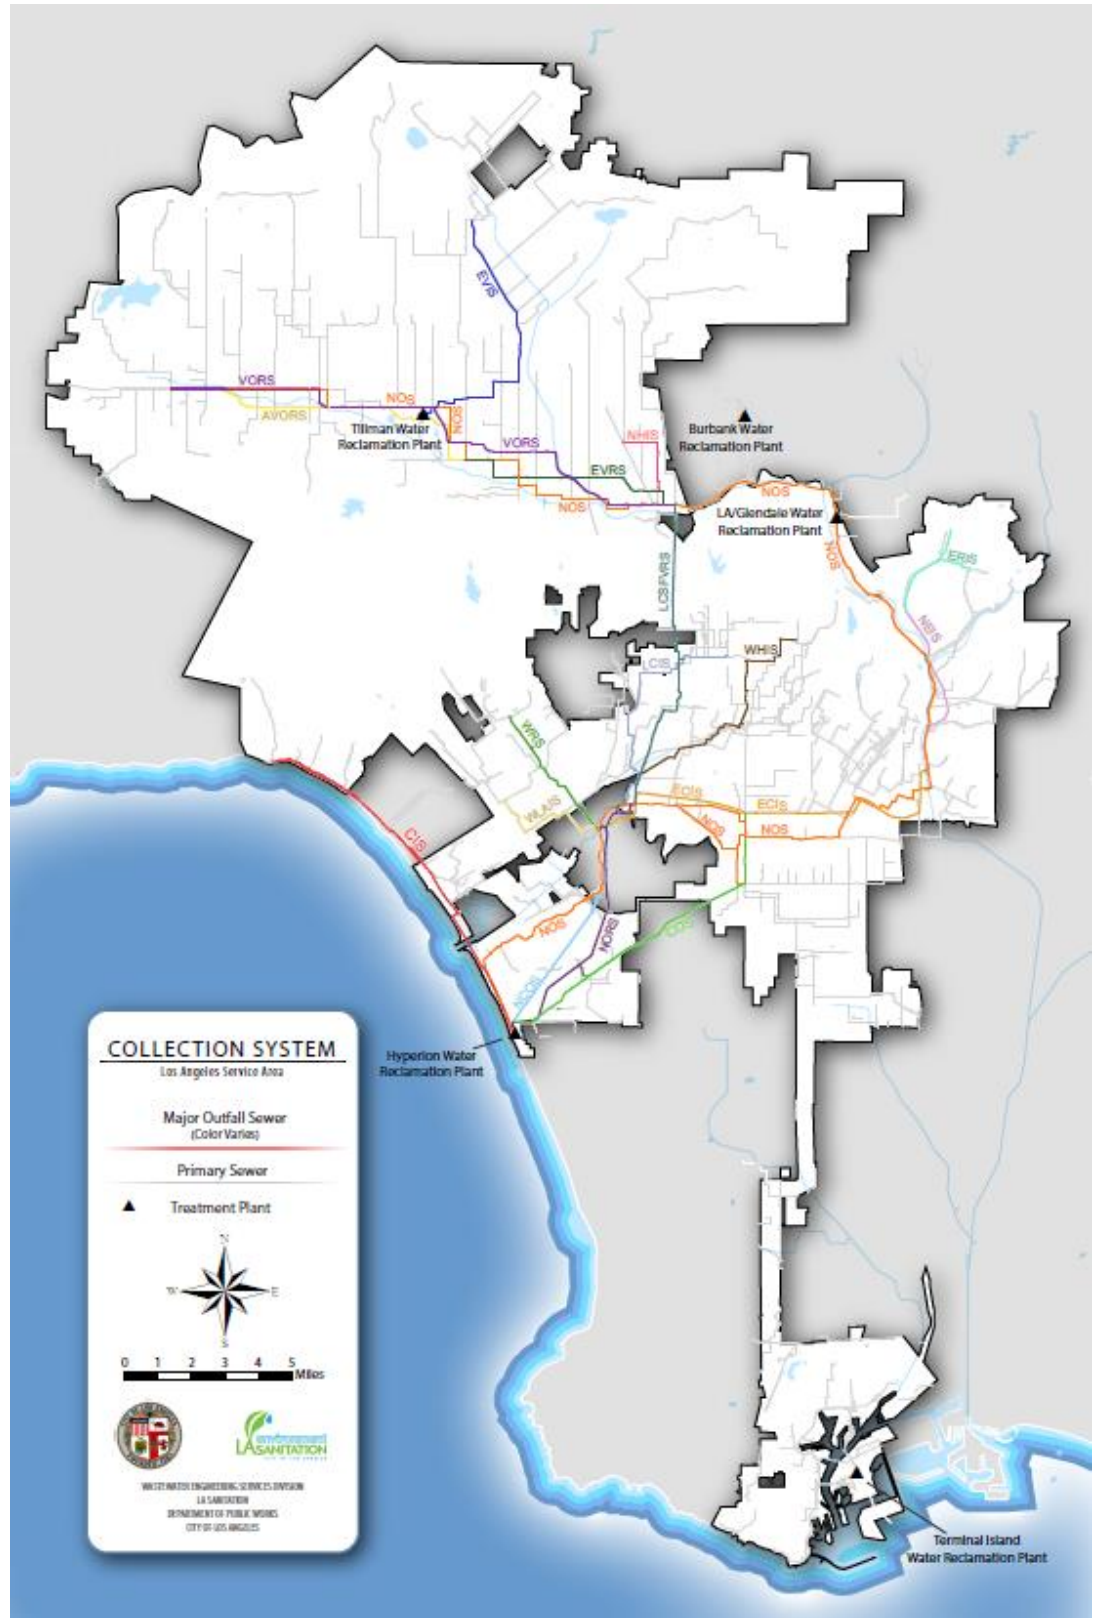 EVIS
VORS
AVORS
NOS
NOS
Tillman Water
Reclamation Plant
VORS
NHIS
Burbank Water
Reclamation Plant
EVRS
NOS
NOS
LA/Glendale Water
Reclamation Plant
NOS
ERIS
LCSFVRS
NEIS
WHIS
LCIS
WRS
ECIS
ECIS
WLAIS
NOS
NOS
CIS
NOS
NORS
COS
NCOS
Hyperion Water
Reclamation Plant
COLLECTION SYSTEM
Los Angeles Service Area
Major Outfall Sewer
(Color Varies)
Primary Sewer
Treatment Plant
N
W
E
S
0 1 2 3 4 5
Miles
environment
LASANITATION
WASTEWATER ENGINEERING SERVICES DIVISION
LA SANITATION
DEPARTMENT OF PUBLIC WORKS
CITY OF LOS ANGELES
Terminal Island
Water Reclamation Plant